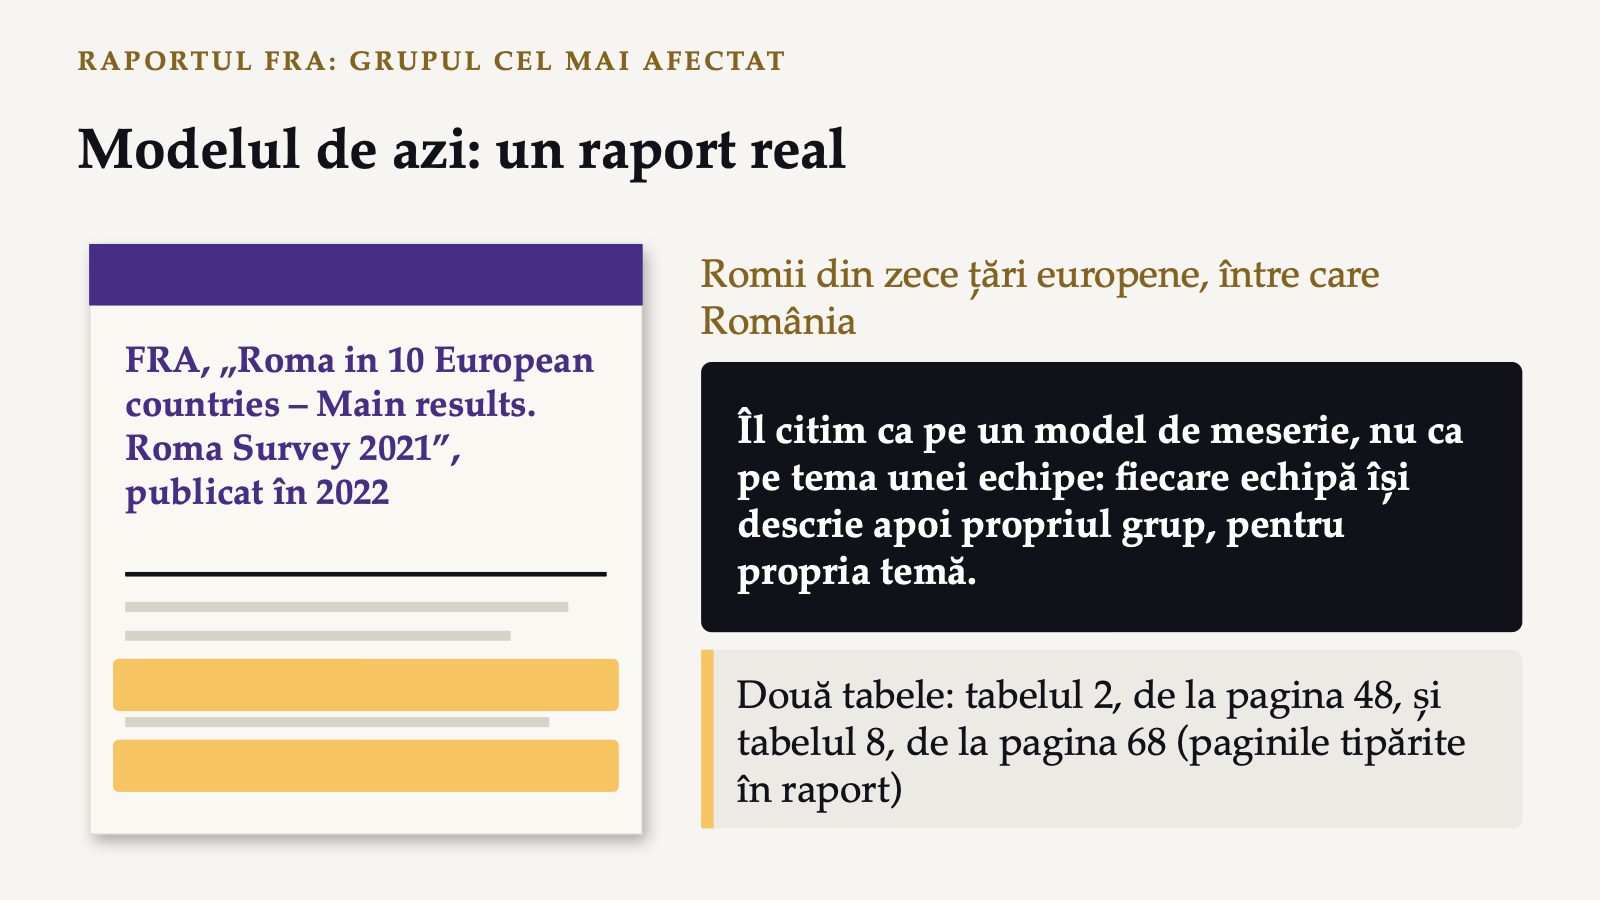 RAPORTUL FRA: GRUPUL CEL MAI AFECTAT
Modelul de azi: un raport real
FRA, „Roma in 10 European
countries – Main results.
Roma Survey 2021”,
publicat în 2022
Romii din zece țări europene, între care
România
Îl citim ca pe un model de meserie, nu ca
pe tema unei echipe: fiecare echipă își
descrie apoi propriul grup, pentru
propria temă.
Două tabele: tabelul 2, de la pagina 48, și
tabelul 8, de la pagina 68 (paginile tipărite
în raport)